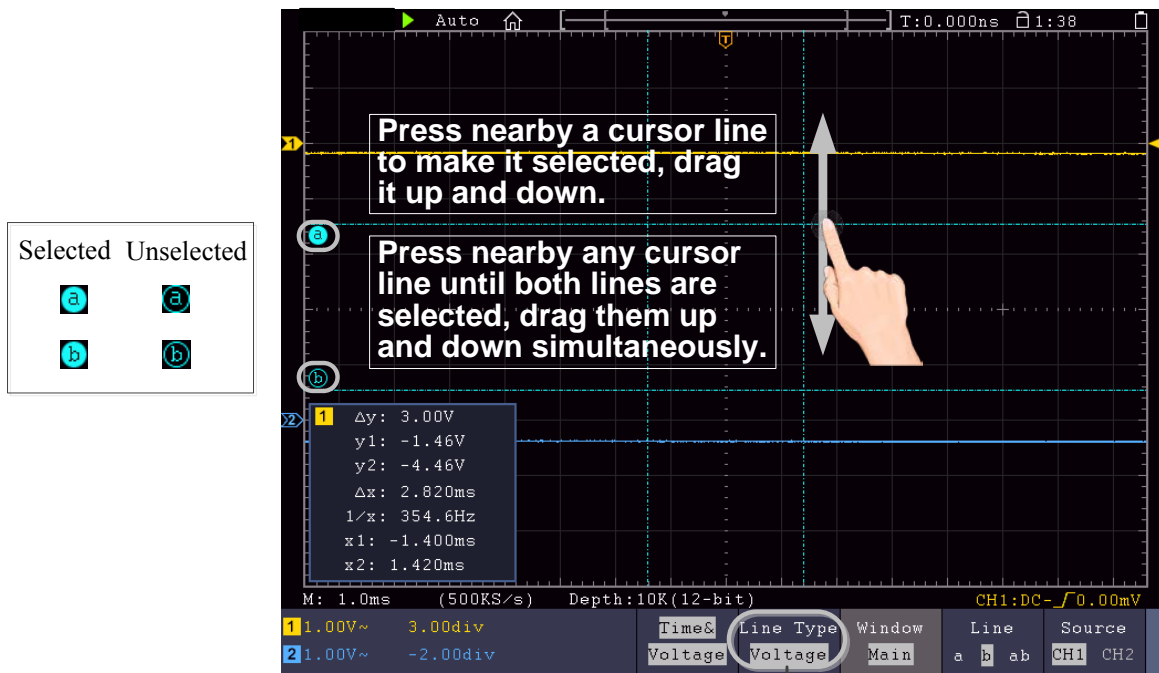 Auto T:0.000ns 1:38
T
Press nearby a cursor line
to make it selected, drag
it up and down.
1
a
Selected Unselected
Press nearby any cursor
line until both lines are
selected, drag them up
and down simultaneously.
a a
b b
b
2
1 Δy: 3.00V
y1: -1.46V
y2: -4.46V
Δx: 2.820ms
1/x: 354.6Hz
x1: -1.400ms
x2: 1.420ms
M: 1.0ms (500KS/s) Depth:10K(12-bit) CH1:DC- 0.00mV
1 1.00V~ 3.00div Time& Line Type Window Line Source
2 1.00V~ -2.00div Voltage Voltage Main a b ab CH1 CH2